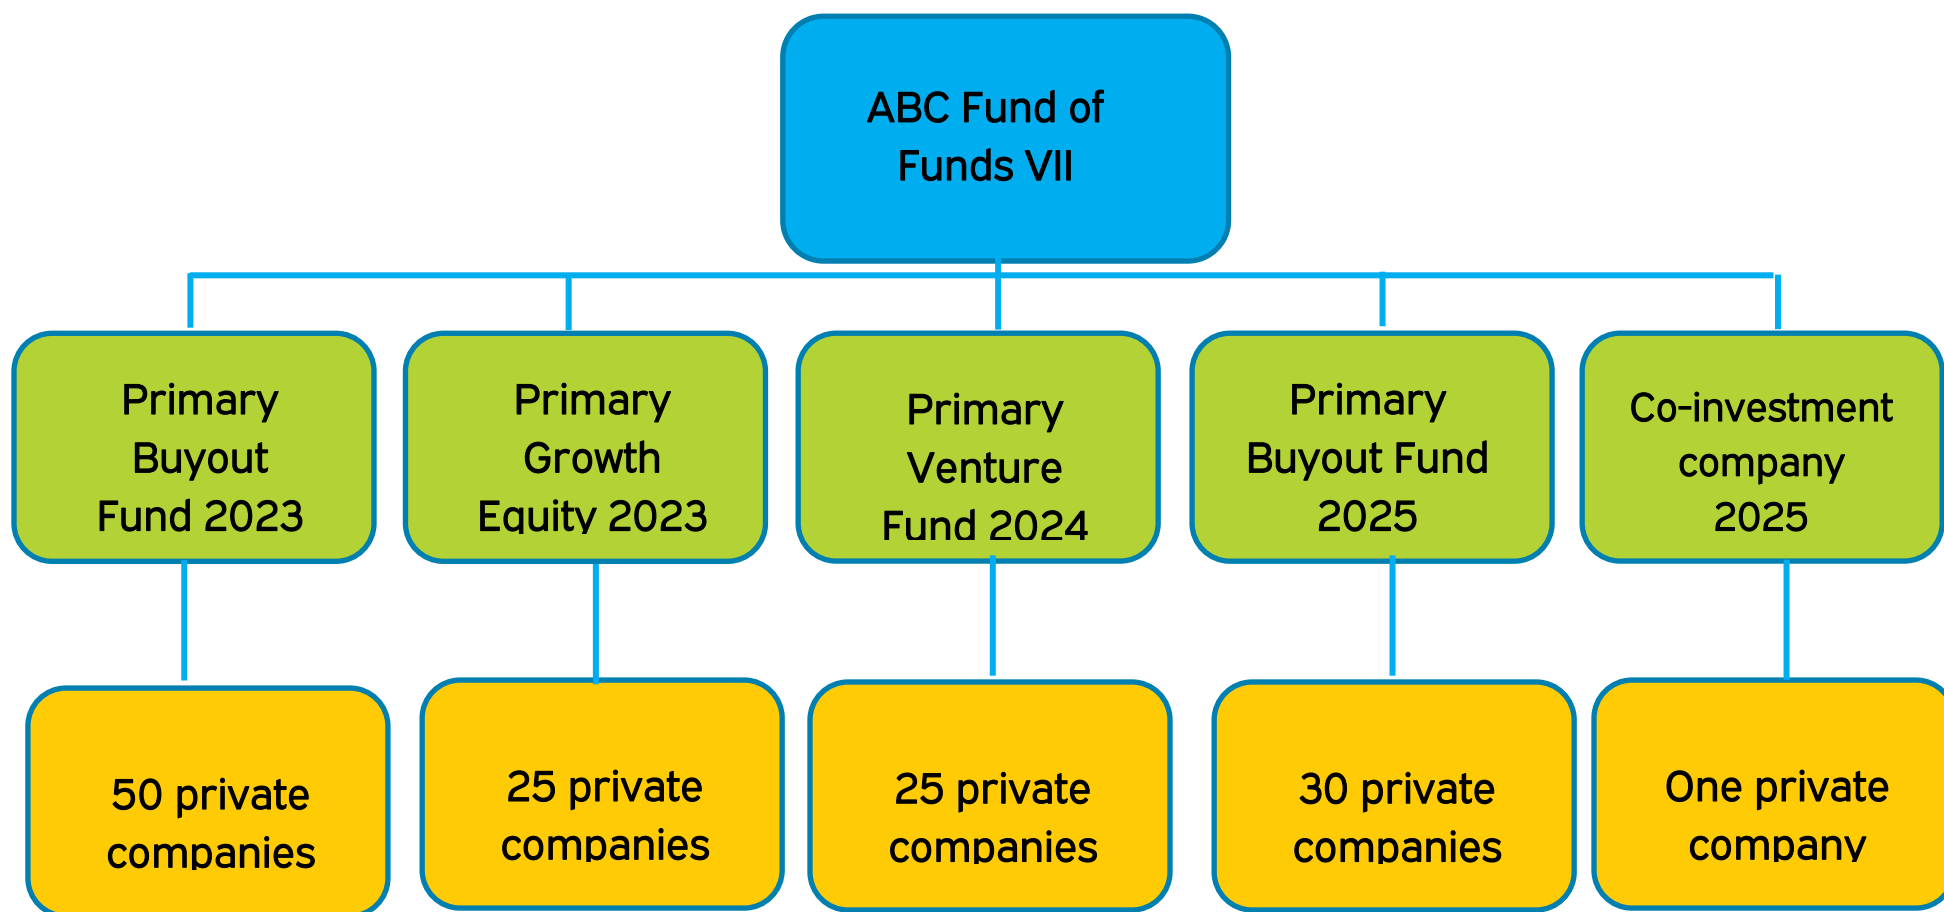 ABC Fund of
Funds VII
Primary
Buyout
Fund 2023
Primary
Growth
Equity 2023
Primary
Venture
Fund 2024
Primary
Buyout Fund
2025
Co-investment
company
2025
50 private
companies
25 private
companies
25 private
companies
30 private
companies
One private
company